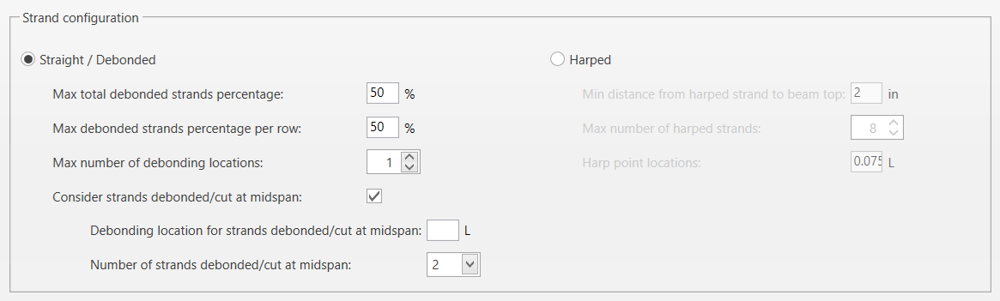 Strand configuration
Straight / Debonded
Max total debonded strands percentage: 50 %
Max debonded strands percentage per row: 50 %
Max number of debonding locations: 1
Consider strands debonded/cut at midspan:
Debonding location for strands debonded/cut at midspan: L
Number of strands debonded/cut at midspan: 2
Harped
Min distance from harped strand to beam top: 2 in
Max number of harped strands: 8
Harp point locations: 0.075 L